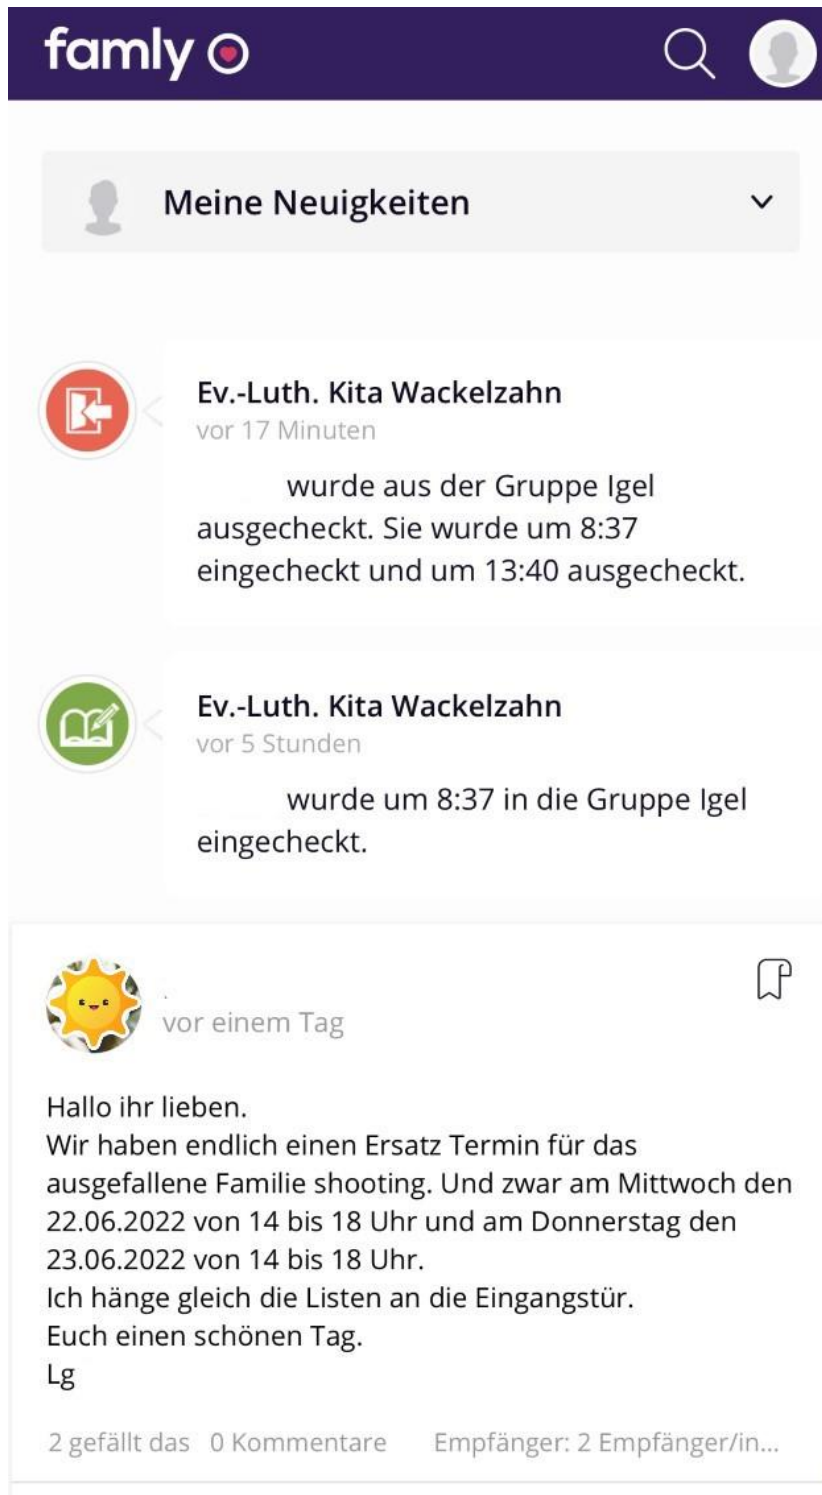 famly
Meine Neuigkeiten
Ev.-Luth. Kita Wackelzahn
vor 17 Minuten
wurde aus der Gruppe Igel
ausgecheckt. Sie wurde um 8:37
eingecheckt und um 13:40 ausgecheckt.
Ev.-Luth. Kita Wackelzahn
vor 5 Stunden
wurde um 8:37 in die Gruppe Igel
eingecheckt.
vor einem Tag
Hallo ihr lieben.
Wir haben endlich einen Ersatz Termin für das
ausgefallene Familie shooting. Und zwar am Mittwoch den
22.06.2022 von 14 bis 18 Uhr und am Donnerstag den
23.06.2022 von 14 bis 18 Uhr.
Ich hänge gleich die Listen an die Eingangstür.
Euch einen schönen Tag.
Lg
2 gefällt das 0 Kommentare Empfänger: 2 Empfänger/in...